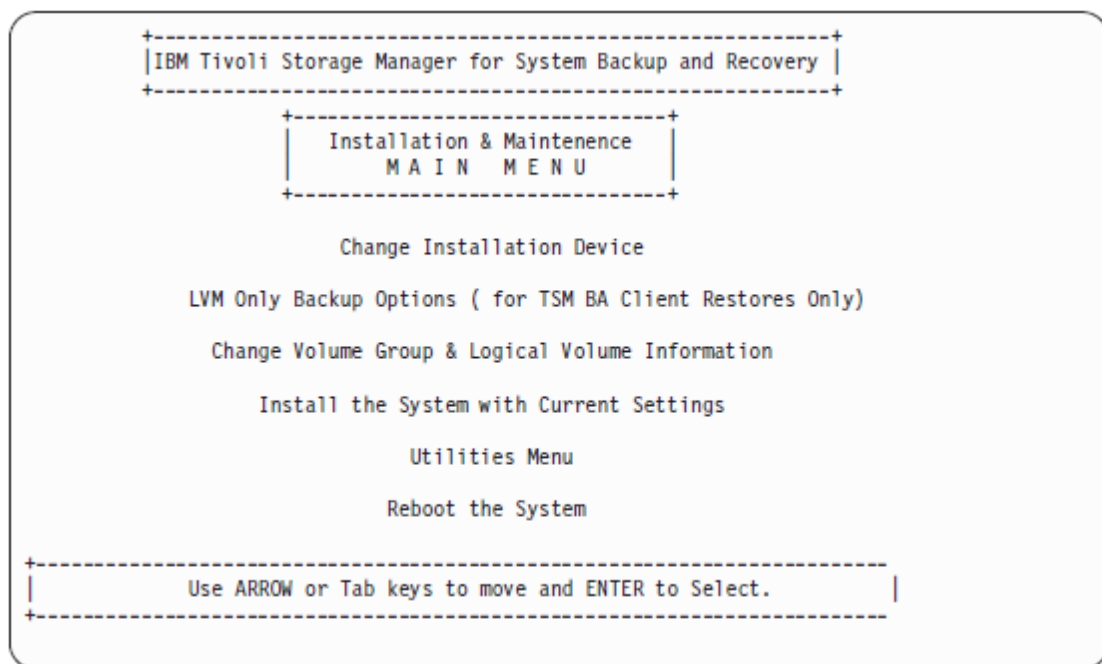 IBM Tivoli Storage Manager for System Backup and Recovery
Installation & Maintenence
M A I N M E N U
Change Installation Device
LVM Only Backup Options ( for TSM BA Client Restores Only)
Change Volume Group & Logical Volume Information
Install the System with Current Settings
Utilities Menu
Reboot the System
Use ARROW or Tab keys to move and ENTER to Select.